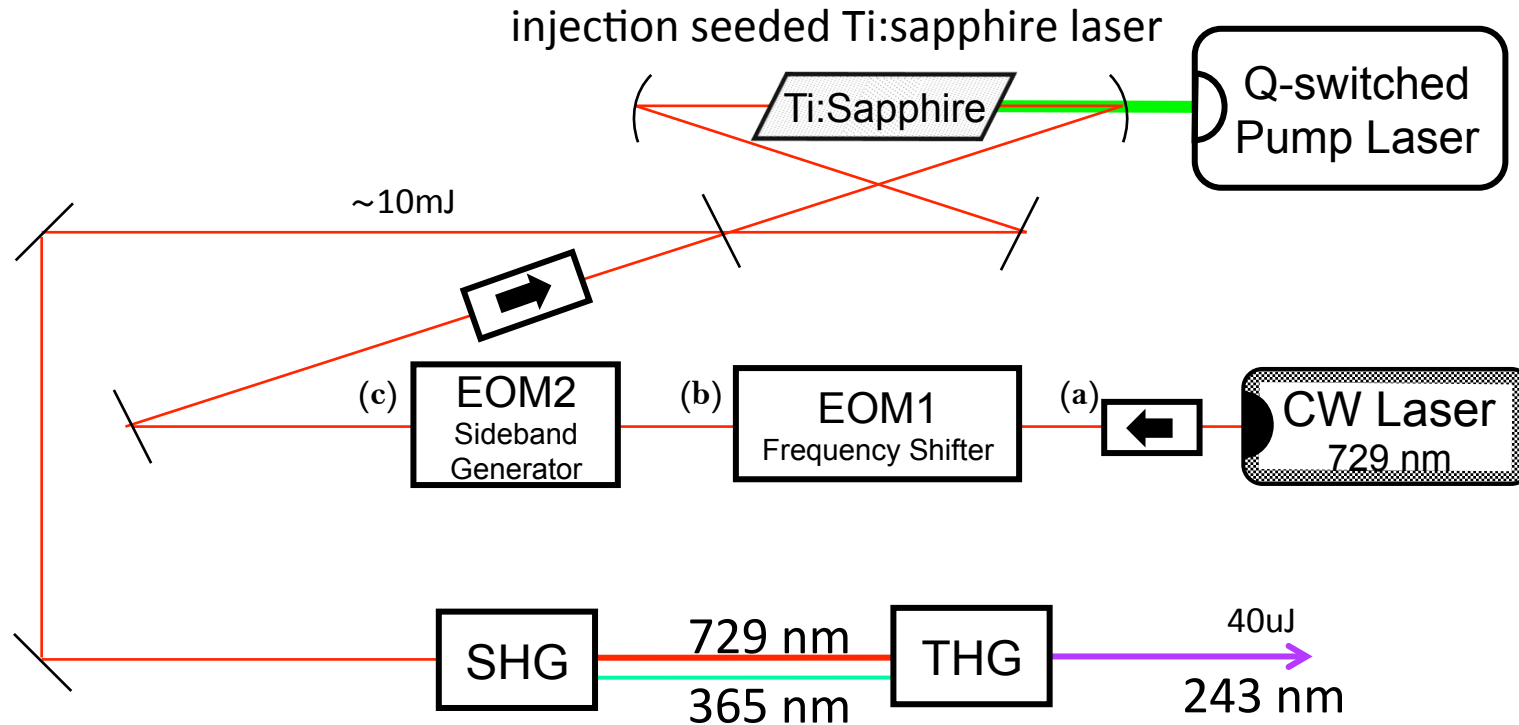 injection seeded Ti:sapphire laser
Ti:Sapphire
Q-switched
Pump Laser
~10mJ
(c)
EOM2
Sideband
Generator
(b)
EOM1
Frequency Shifter
(a)
CW Laser
729 nm
SHG
729 nm
365 nm
THG
40uJ
243 nm